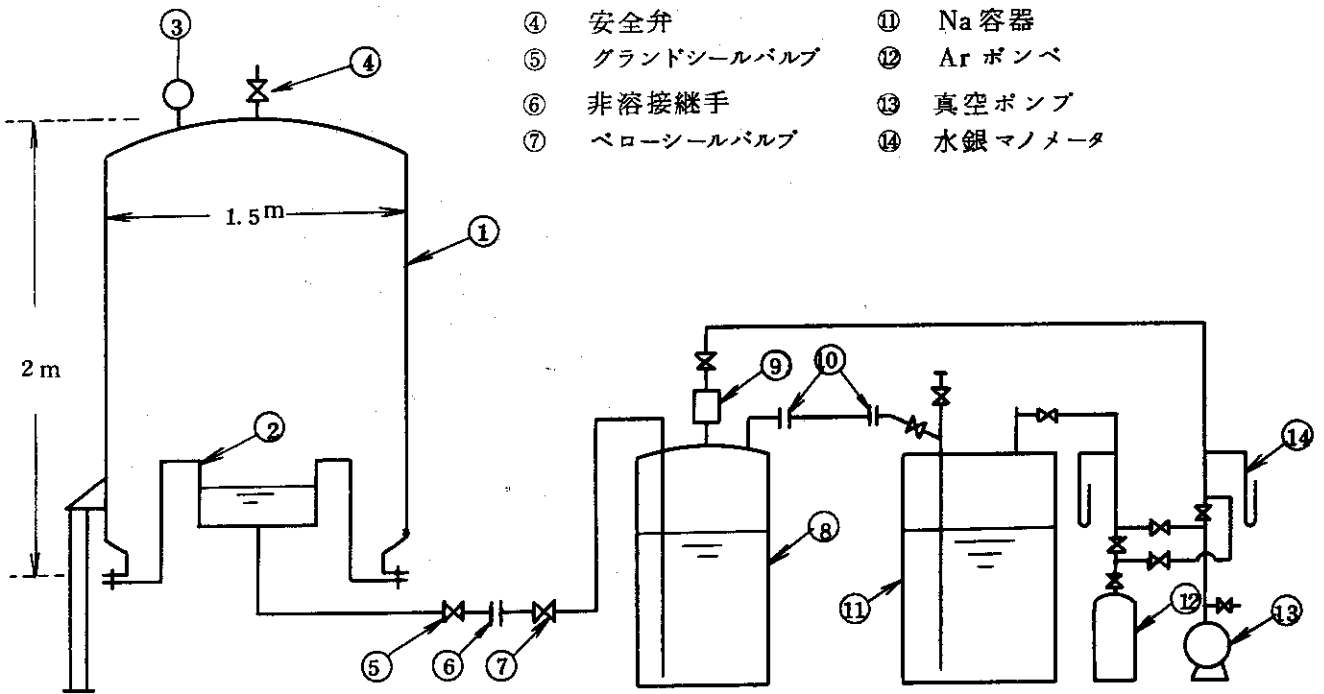 ④ 安全弁 ⑪ Na容器
⑤ グランドシールバルブ ⑫ Ar ボンベ
⑥ 非溶接継手 ⑬ 真空ポンプ
⑦ ベローシールバルブ ⑭ 水銀マノメータ
③
④
1.5m
①
2m
②
⑨
⑩
⑭
⑧
⑪
⑫
⑬
⑤
⑥
⑦